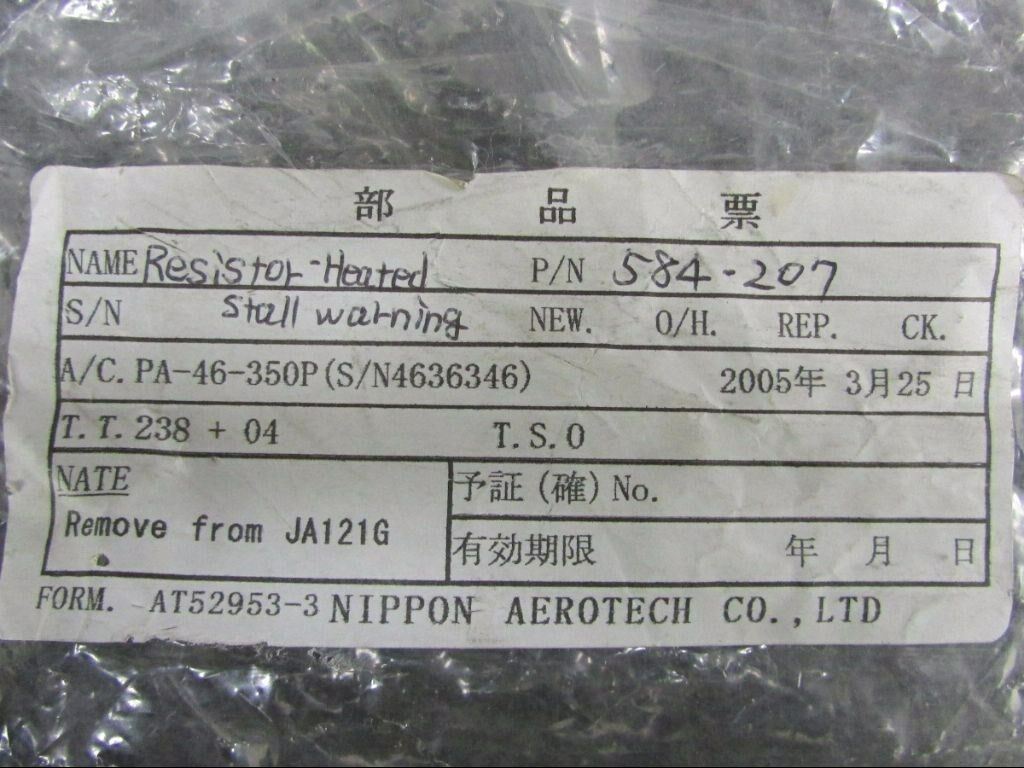 部 品 票
NAME Resistor-Heated P/N 584-207
S/N Stall warning NEW. O/H. REP. CK.
A/C. PA-46-350P(S/N4636346) 2005年 3月25日
T.T. 238 + 04 T.S.O
NATE
Remove from JA121G
予証(確)No.
有効期限 年 月 日
FORM. AT52953-3 NIPPON AEROTECH CO.,LTD